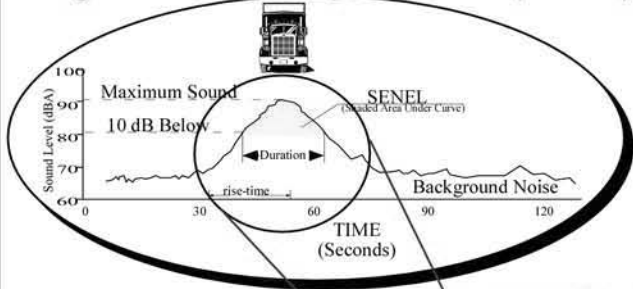 100
Maximum Sound
SENEL
90
(Shaded Area Under Curve)
10 dB Below
80
Duration
70
Background Noise
rise-time
60
Sound Level (dBA)
0 30 60 90 120
TIME
(Seconds)